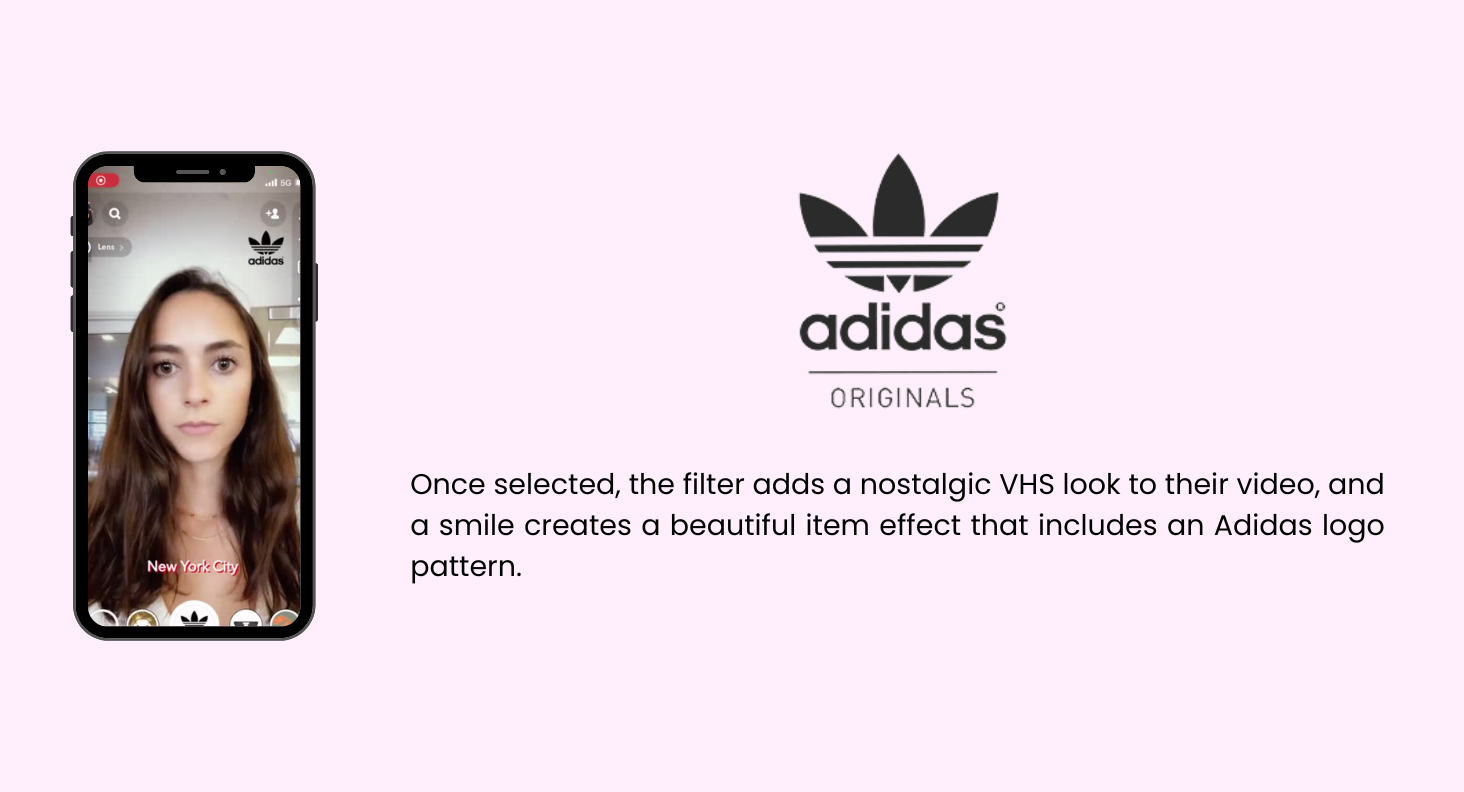 5G
Lens
adidas
New York City
adidas®
ORIGINALS
Once selected, the filter adds a nostalgic VHS look to their video, and
a smile creates a beautiful item effect that includes an Adidas logo
pattern.